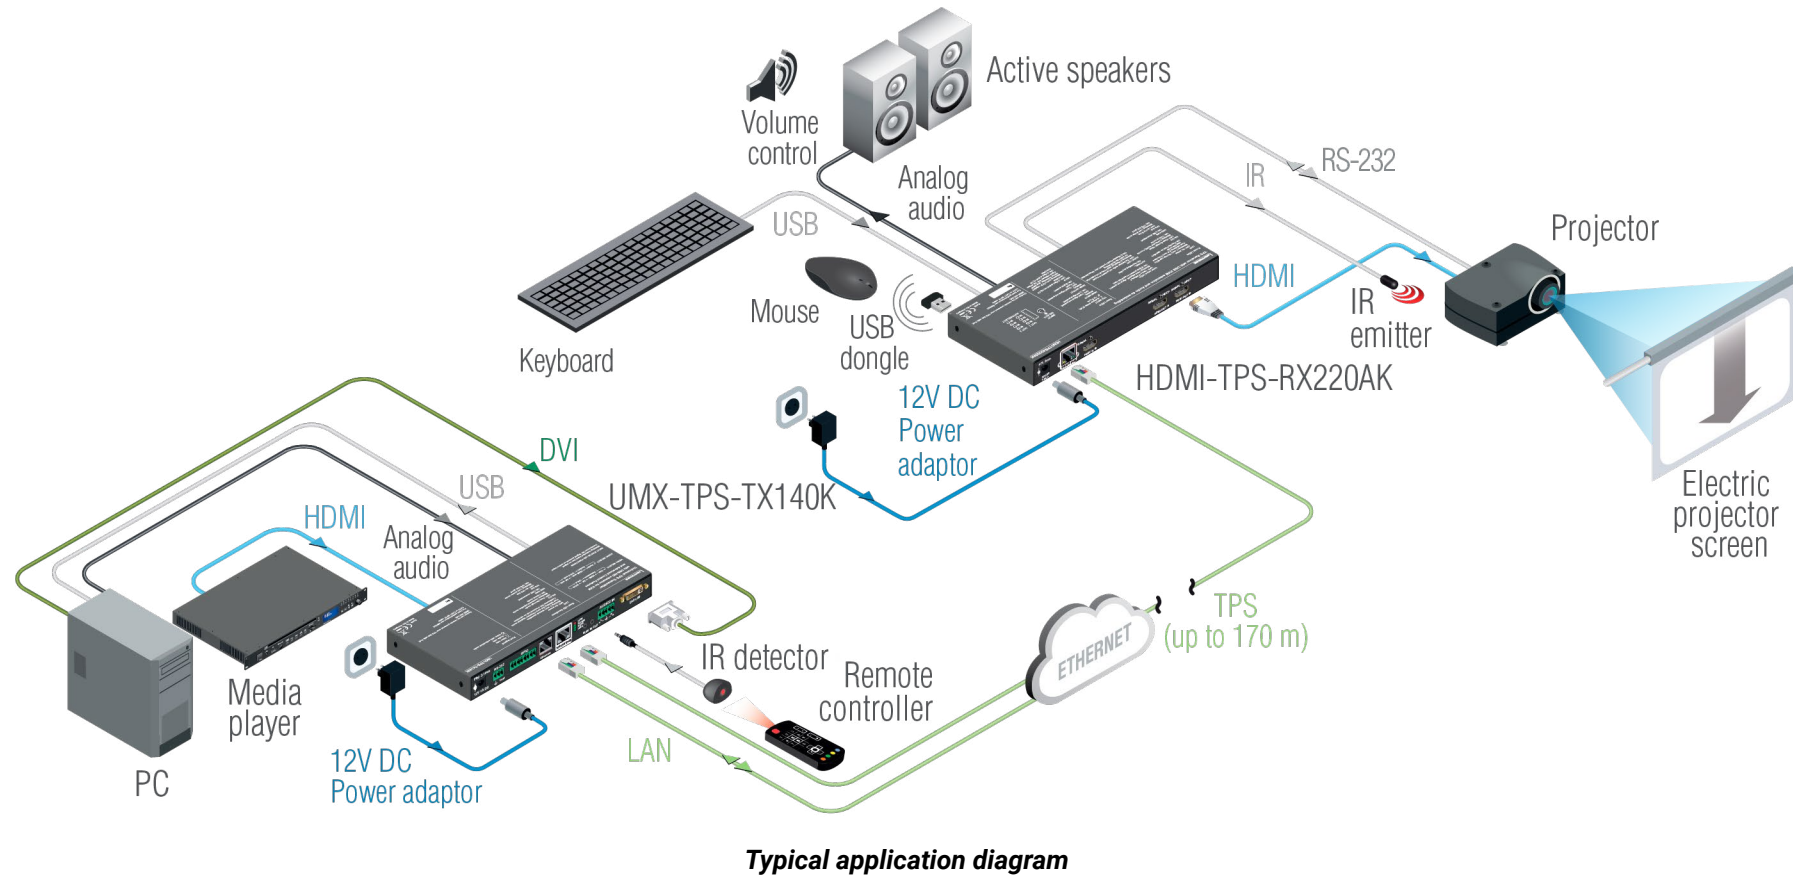 Active speakers
Volume
control
Analog
audio
RS-232
IR
USB
Projector
HDMI
Mouse
USB
dongle
IR
emitter
Keyboard
HDMI-TPS-RX220AK
12V DC
Power
adaptor
DVI
UMX-TPS-TX140K
USB
HDMI
Analog
audio
Electric
projector
screen
TPS
(up to 170 m)
ETHERNET
IR detector
Remote
controller
Media
player
LAN
12V DC
Power adaptor
PC
Typical application diagram